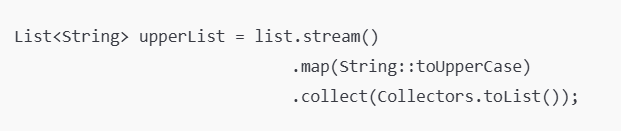 List<String> upperList = list.stream()
.map(String::toUpperCase)
.collect(Collectors.toList());